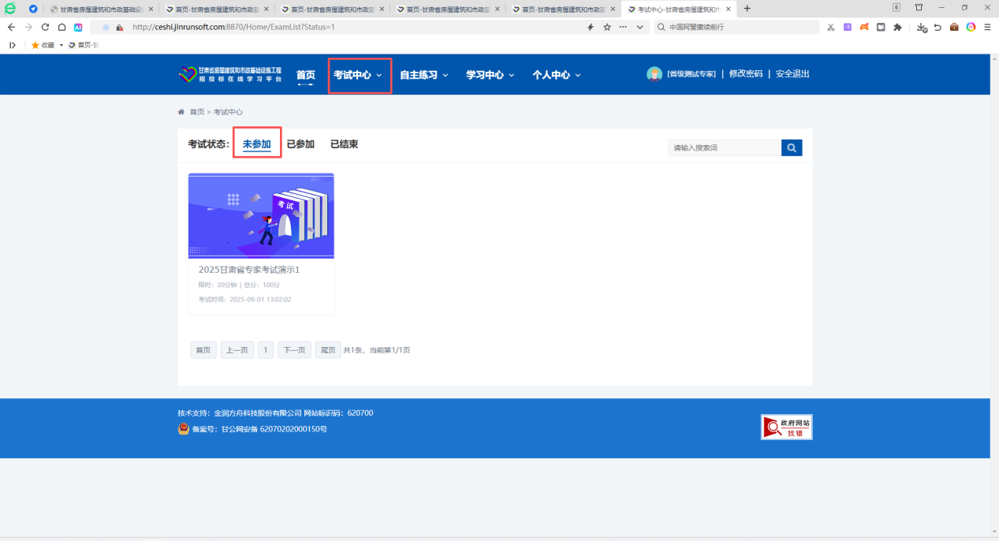 甘肃省房屋建筑和市政基础设
首页-甘肃省房屋建筑和市政基
首页-甘肃省房屋建筑和市政基
首页-甘肃省房屋建筑和市政基
首页-甘肃省房屋建筑和市政基
考试中心-甘肃省房屋建筑和市
6
AI
http://ceshi.jinrunsoft.com:8870/Home/ExamList?Status=1
中国网警赓续前行
译
收藏
首页-甘
甘肃省房屋建筑和市政基础设施工程
招投标在线学习平台
首页 考试中心 自主练习 学习中心 个人中心
[省级测试专家] | 修改密码 | 安全退出
首页 > 考试中心
考试状态: 未参加 已参加 已结束
请输入搜索词
考试
2025甘肃省专家考试演示1
限时：20分钟 | 总分：100分
考试时间：2025-09-01 13:02:02
首页 上一页 1 下一页 尾页 共1条，当前第1/1页
技术支持：金润方舟科技股份有限公司 网站标识码：620700
备案号：甘公网安备 62070202000150号
政府网站
找错